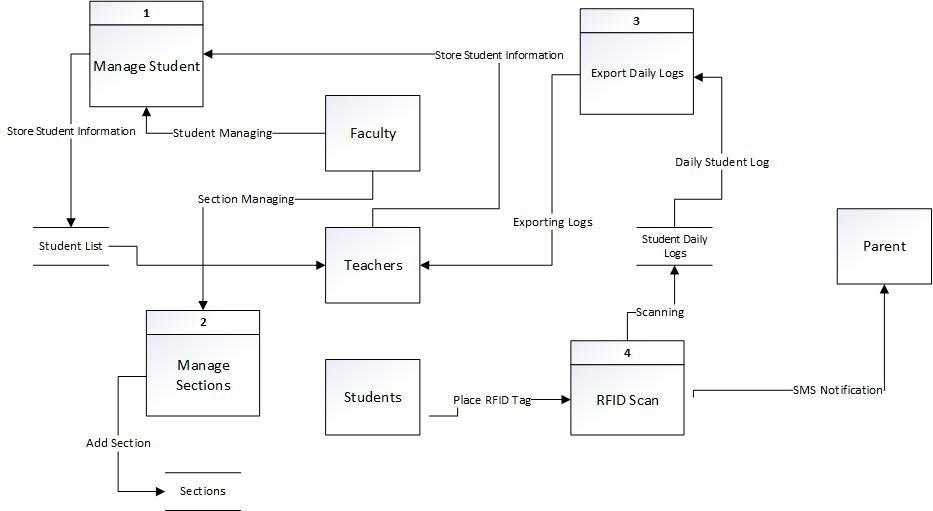 1
Manage Student
3
Export Daily Logs
Store Student Information
Store Student Information
Student Managing
Faculty
Daily Student Log
Section Managing
Exporting Logs
Student List
Teachers
Student Daily
Logs
Parent
2
Manage
Sections
Scanning
4
Students
Place RFID Tag
RFID Scan
SMS Notification
Add Section
Sections